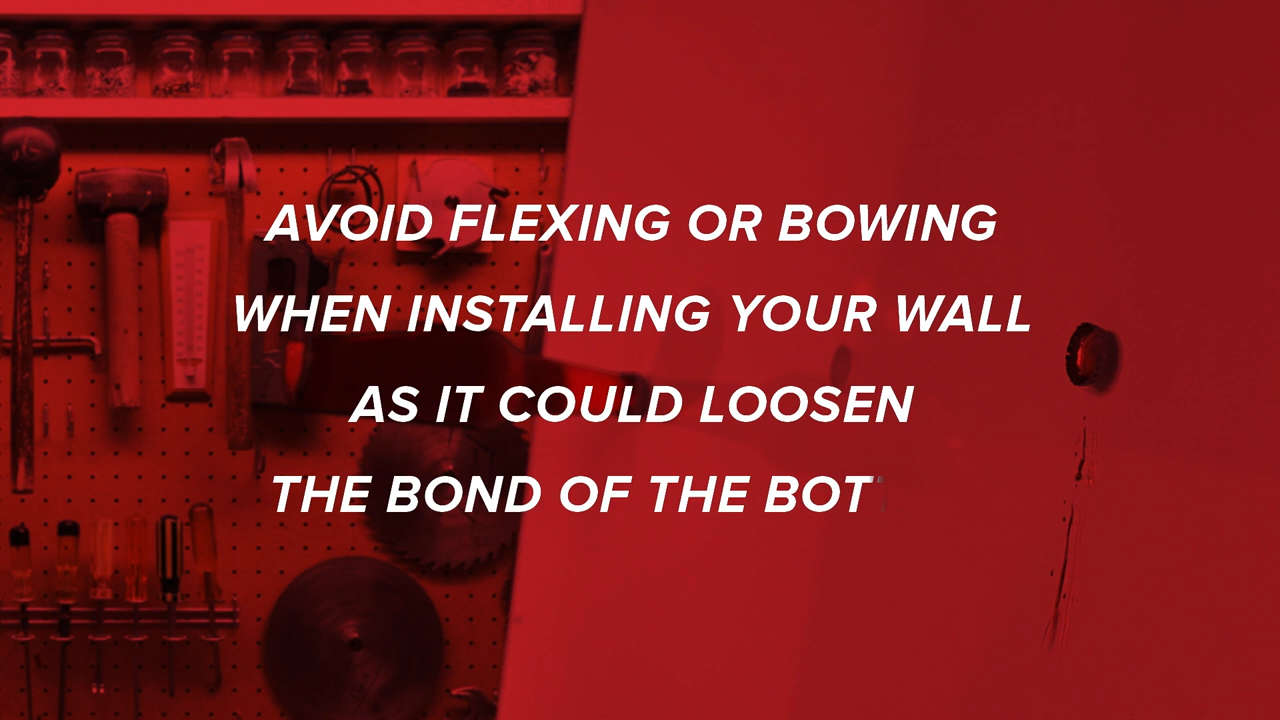 AVOID FLEXING OR BOWING
WHEN INSTALLING YOUR WALL
AS IT COULD LOOSEN
THE BOND OF THE BOT